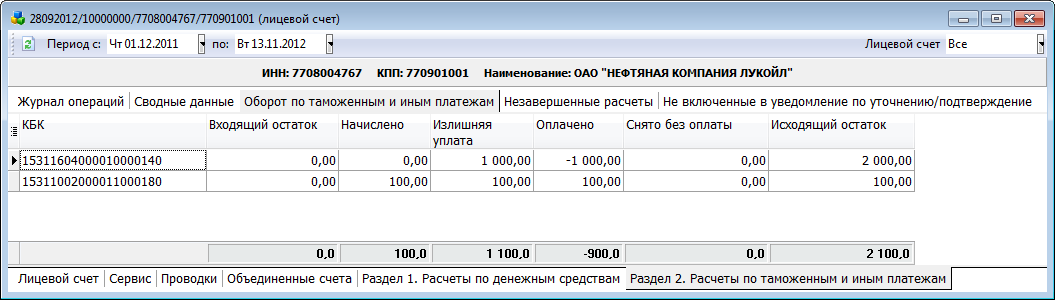 28092012/10000000/7708004767/770901001 (лицевой счет)
Период с: Чт 01.12.2011 по: Вт 13.11.2012 Лицевой счет Все
ИНН: 7708004767 КПП: 770901001 Наименование: ОАО "НЕФТЯНАЯ КОМПАНИЯ ЛУКОЙЛ"
Журнал операций Сводные данные Оборот по таможенным и иным платежам Незавершенные расчеты Не включенные в уведомление по уточнению/подтверждение
КБК Входящий остаток Начислено Излишняя уплата Оплачено Снято без оплаты Исходящий остаток
15311604000010000140 0,00 0,00 1 000,00 -1 000,00 0,00 2 000,00
15311002000011000180 0,00 100,00 100,00 100,00 0,00 100,00
0,0 100,0 1 100,0 -900,0 0,0 2 100,0
Лицевой счет Сервис Проводки Объединенные счета Раздел 1. Расчеты по денежным средствам Раздел 2. Расчеты по таможенным и иным платежам